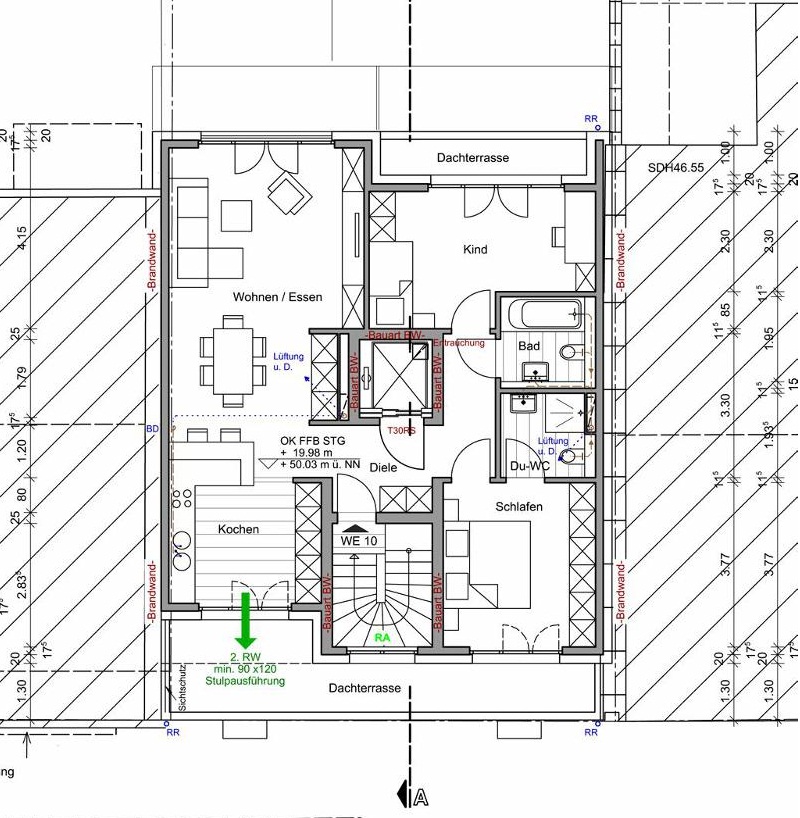 RR
Dachterrasse
SDH46.55
Kind
Wohnen / Essen
-Brandwand-
-Brandwand-
-Bauart BW-
Entrauchung
Bad
Lüftung
u. D.
-Bauart BW-
-Bauart BW-
T30RS
BD
OK FFB STG
+ 19.98 m
+ 50.03 m ü. NN
Diele
Lüftung
u. D.
Du-WC
Schlafen
Kochen
WE 10
-Brandwand-
-Bauart BW-
-Bauart BW-
-Brandwand-
RA
2. RW
min. 90 x120
Stulpausführung
Sichtschutz
Dachterrasse
RR
RR
ng
A
20
17⁵
20
4.15
25
1.79
17⁵
1.20
80
25
2.83⁵
17⁵
20
17⁵
1.30
1.00
17⁵
20
2.30
85
11⁵
3.30
11⁵
3.77
20
17⁵
1.30
1.00
17⁵
20
2.30
11⁵
1.95
11⁵
1.93⁵
11⁵
3.77
20
17⁵
1.30
15